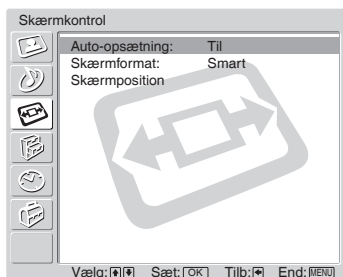 Skærmkontrol
Auto-opsætning: Til
Skærmformat: Smart
Skærmposition
Vælg: Sæt: OK Tilb: End: MENU